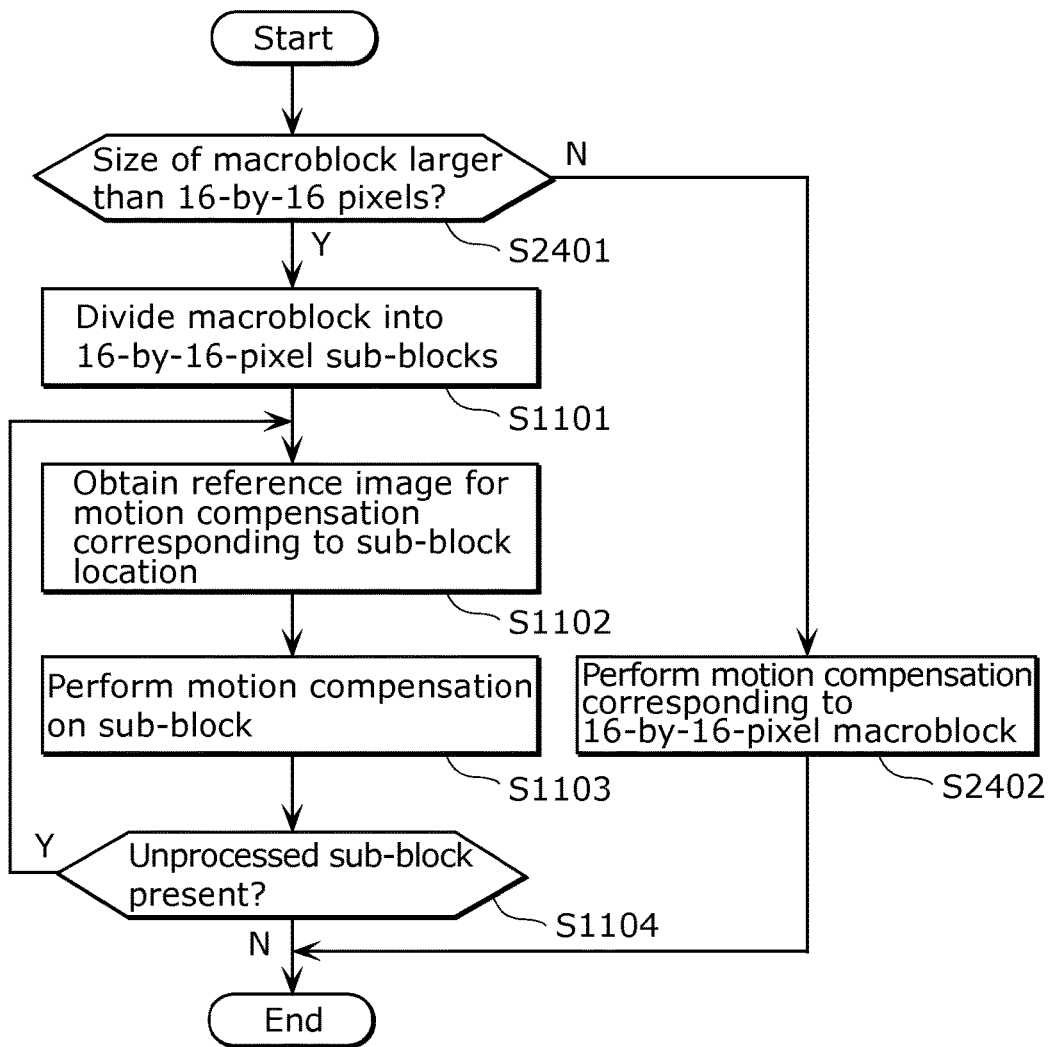 Start
Size of macroblock larger
than 16-by-16 pixels?
N
S2401
Y
Divide macroblock into
16-by-16-pixel sub-blocks
S1101
Obtain reference image for
motion compensation
corresponding to sub-block
location
S1102
Perform motion compensation
on sub-block
S1103
Perform motion compensation
corresponding to
16-by-16-pixel macroblock
S2402
Y
Unprocessed sub-block
present?
S1104
N
End